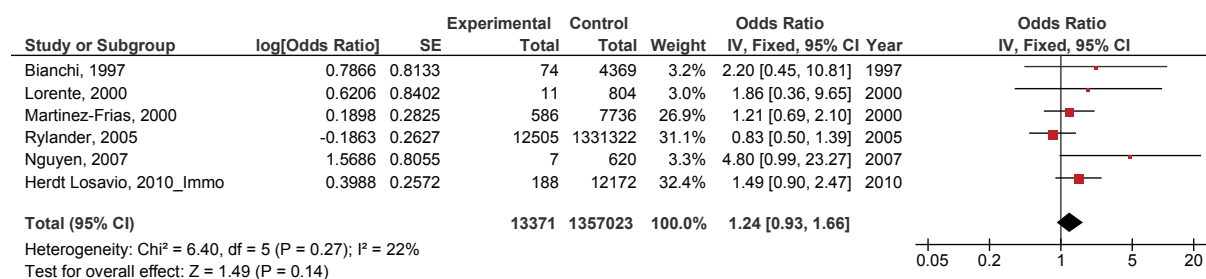 Experimental Control Odds Ratio Odds Ratio
Study or Subgroup log[Odds Ratio] SE Total Total Weight IV, Fixed, 95% CI Year IV, Fixed, 95% CI
Bianchi, 1997 0.7866 0.8133 74 4369 3.2% 2.20 [0.45, 10.81] 1997
Lorente, 2000 0.6206 0.8402 11 804 3.0% 1.86 [0.36, 9.65] 2000
Martinez-Frias, 2000 0.1898 0.2825 586 7736 26.9% 1.21 [0.69, 2.10] 2000
Rylander, 2005 -0.1863 0.2627 12505 1331322 31.1% 0.83 [0.50, 1.39] 2005
Nguyen, 2007 1.5686 0.8055 7 620 3.3% 4.80 [0.99, 23.27] 2007
Herdt Losavio, 2010_Immo 0.3988 0.2572 188 12172 32.4% 1.49 [0.90, 2.47] 2010
Total (95% CI) 13371 1357023 100.0% 1.24 [0.93, 1.66]
Heterogeneity: Chi² = 6.40, df = 5 (P = 0.27); I² = 22%
Test for overall effect: Z = 1.49 (P = 0.14)
0.05 0.2 1 5 20